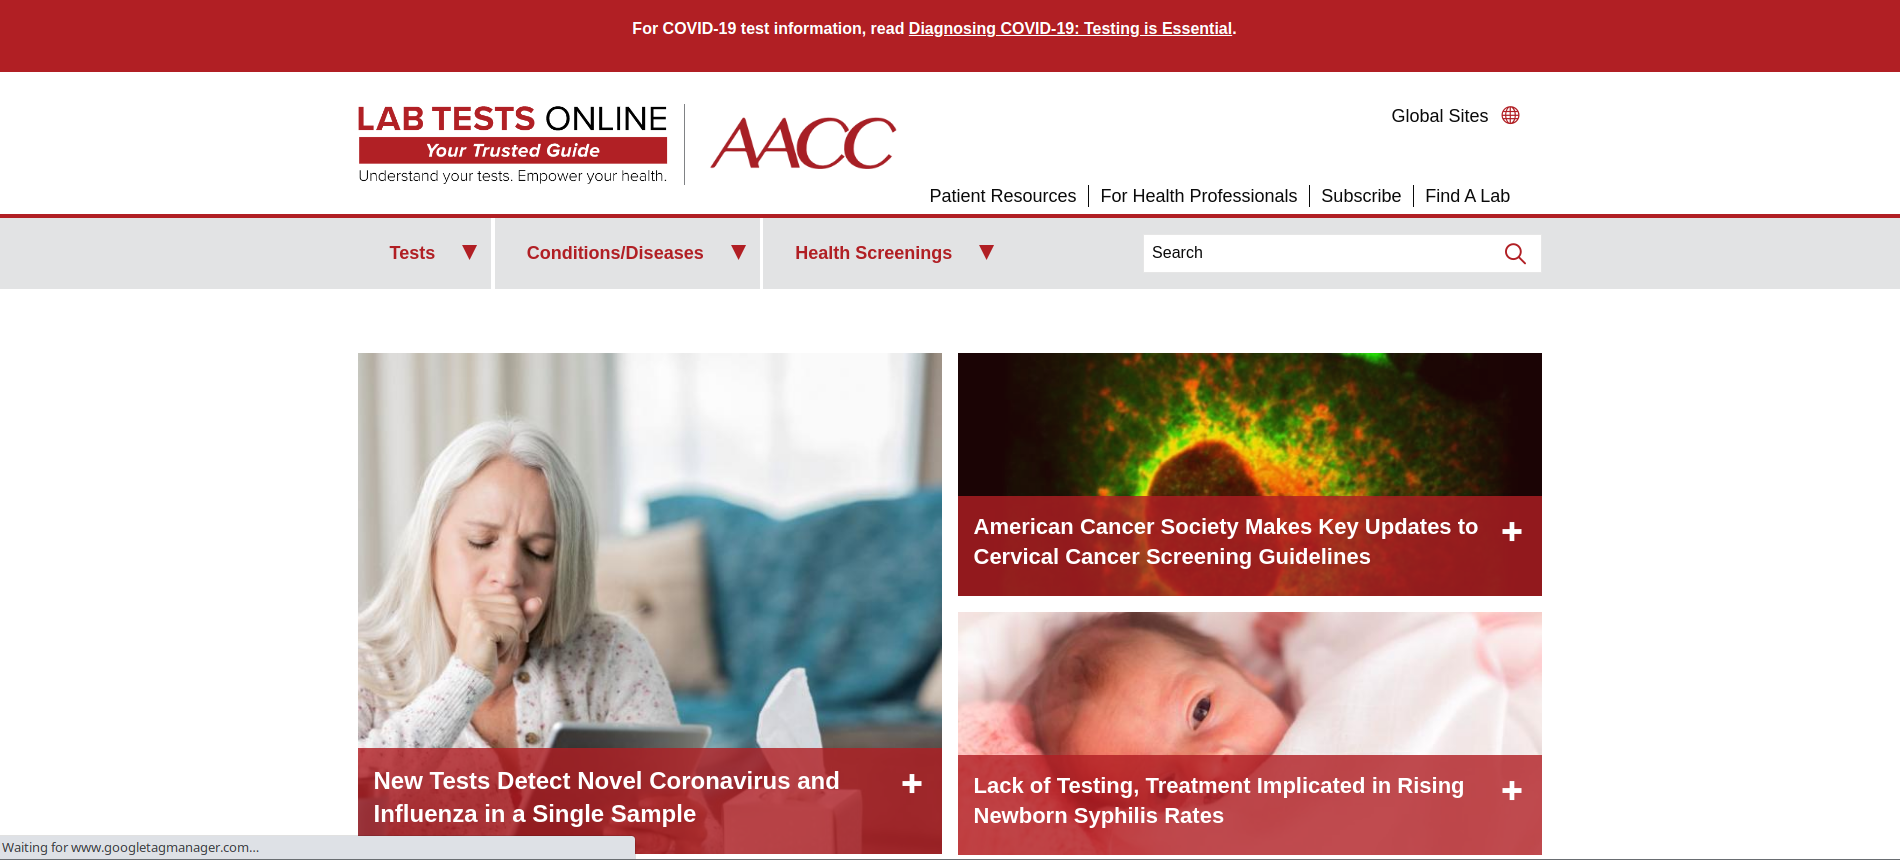 For COVID-19 test information, read Diagnosing COVID-19: Testing is Essential.
LAB TESTS ONLINE
Your Trusted Guide
Understand your tests. Empower your health.
AACC
Global Sites
Patient Resources
For Health Professionals
Subscribe
Find A Lab
Tests
Conditions/Diseases
Health Screenings
Search
New Tests Detect Novel Coronavirus and
Influenza in a Single Sample
American Cancer Society Makes Key Updates to
Cervical Cancer Screening Guidelines
Lack of Testing, Treatment Implicated in Rising
Newborn Syphilis Rates
Waiting for www.googletagmanager.com...